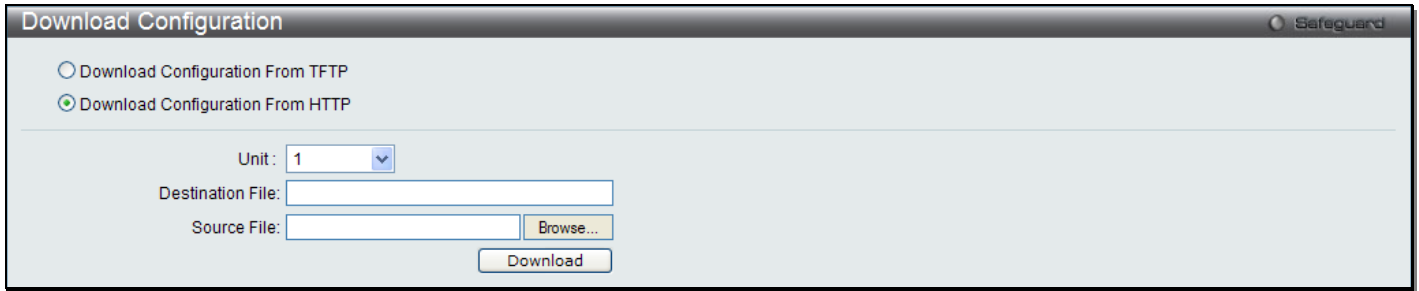 Download Configuration
Safeguard
Download Configuration From TFTP
Download Configuration From HTTP
Unit : 1
Destination File:
Source File: Browse...
Download